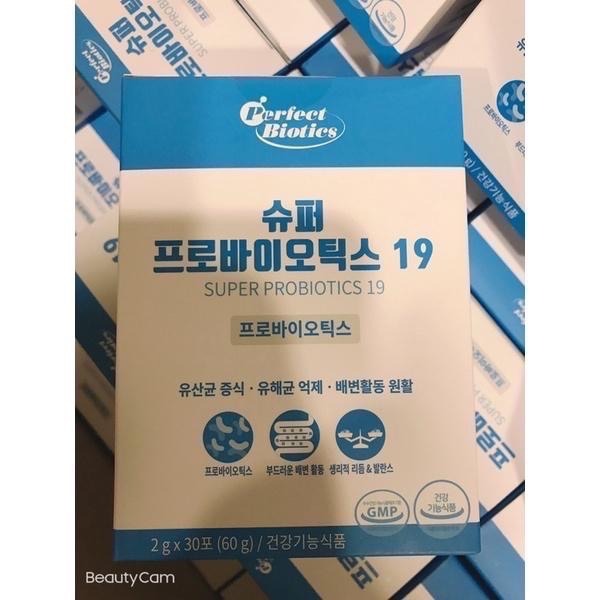 Perfect
Biotics
슈퍼
프로바이오틱스 19
SUPER PROBIOTICS 19
프로바이오틱스
유산균 증식 · 유해균 억제 · 배변활동 원활
프로바이오틱스
부드러운 배변 활동
생리적 리듬 & 발란스
GMP
건강
기능식품
2 g x 30포 (60 g) / 건강기능식품
BeautyCam